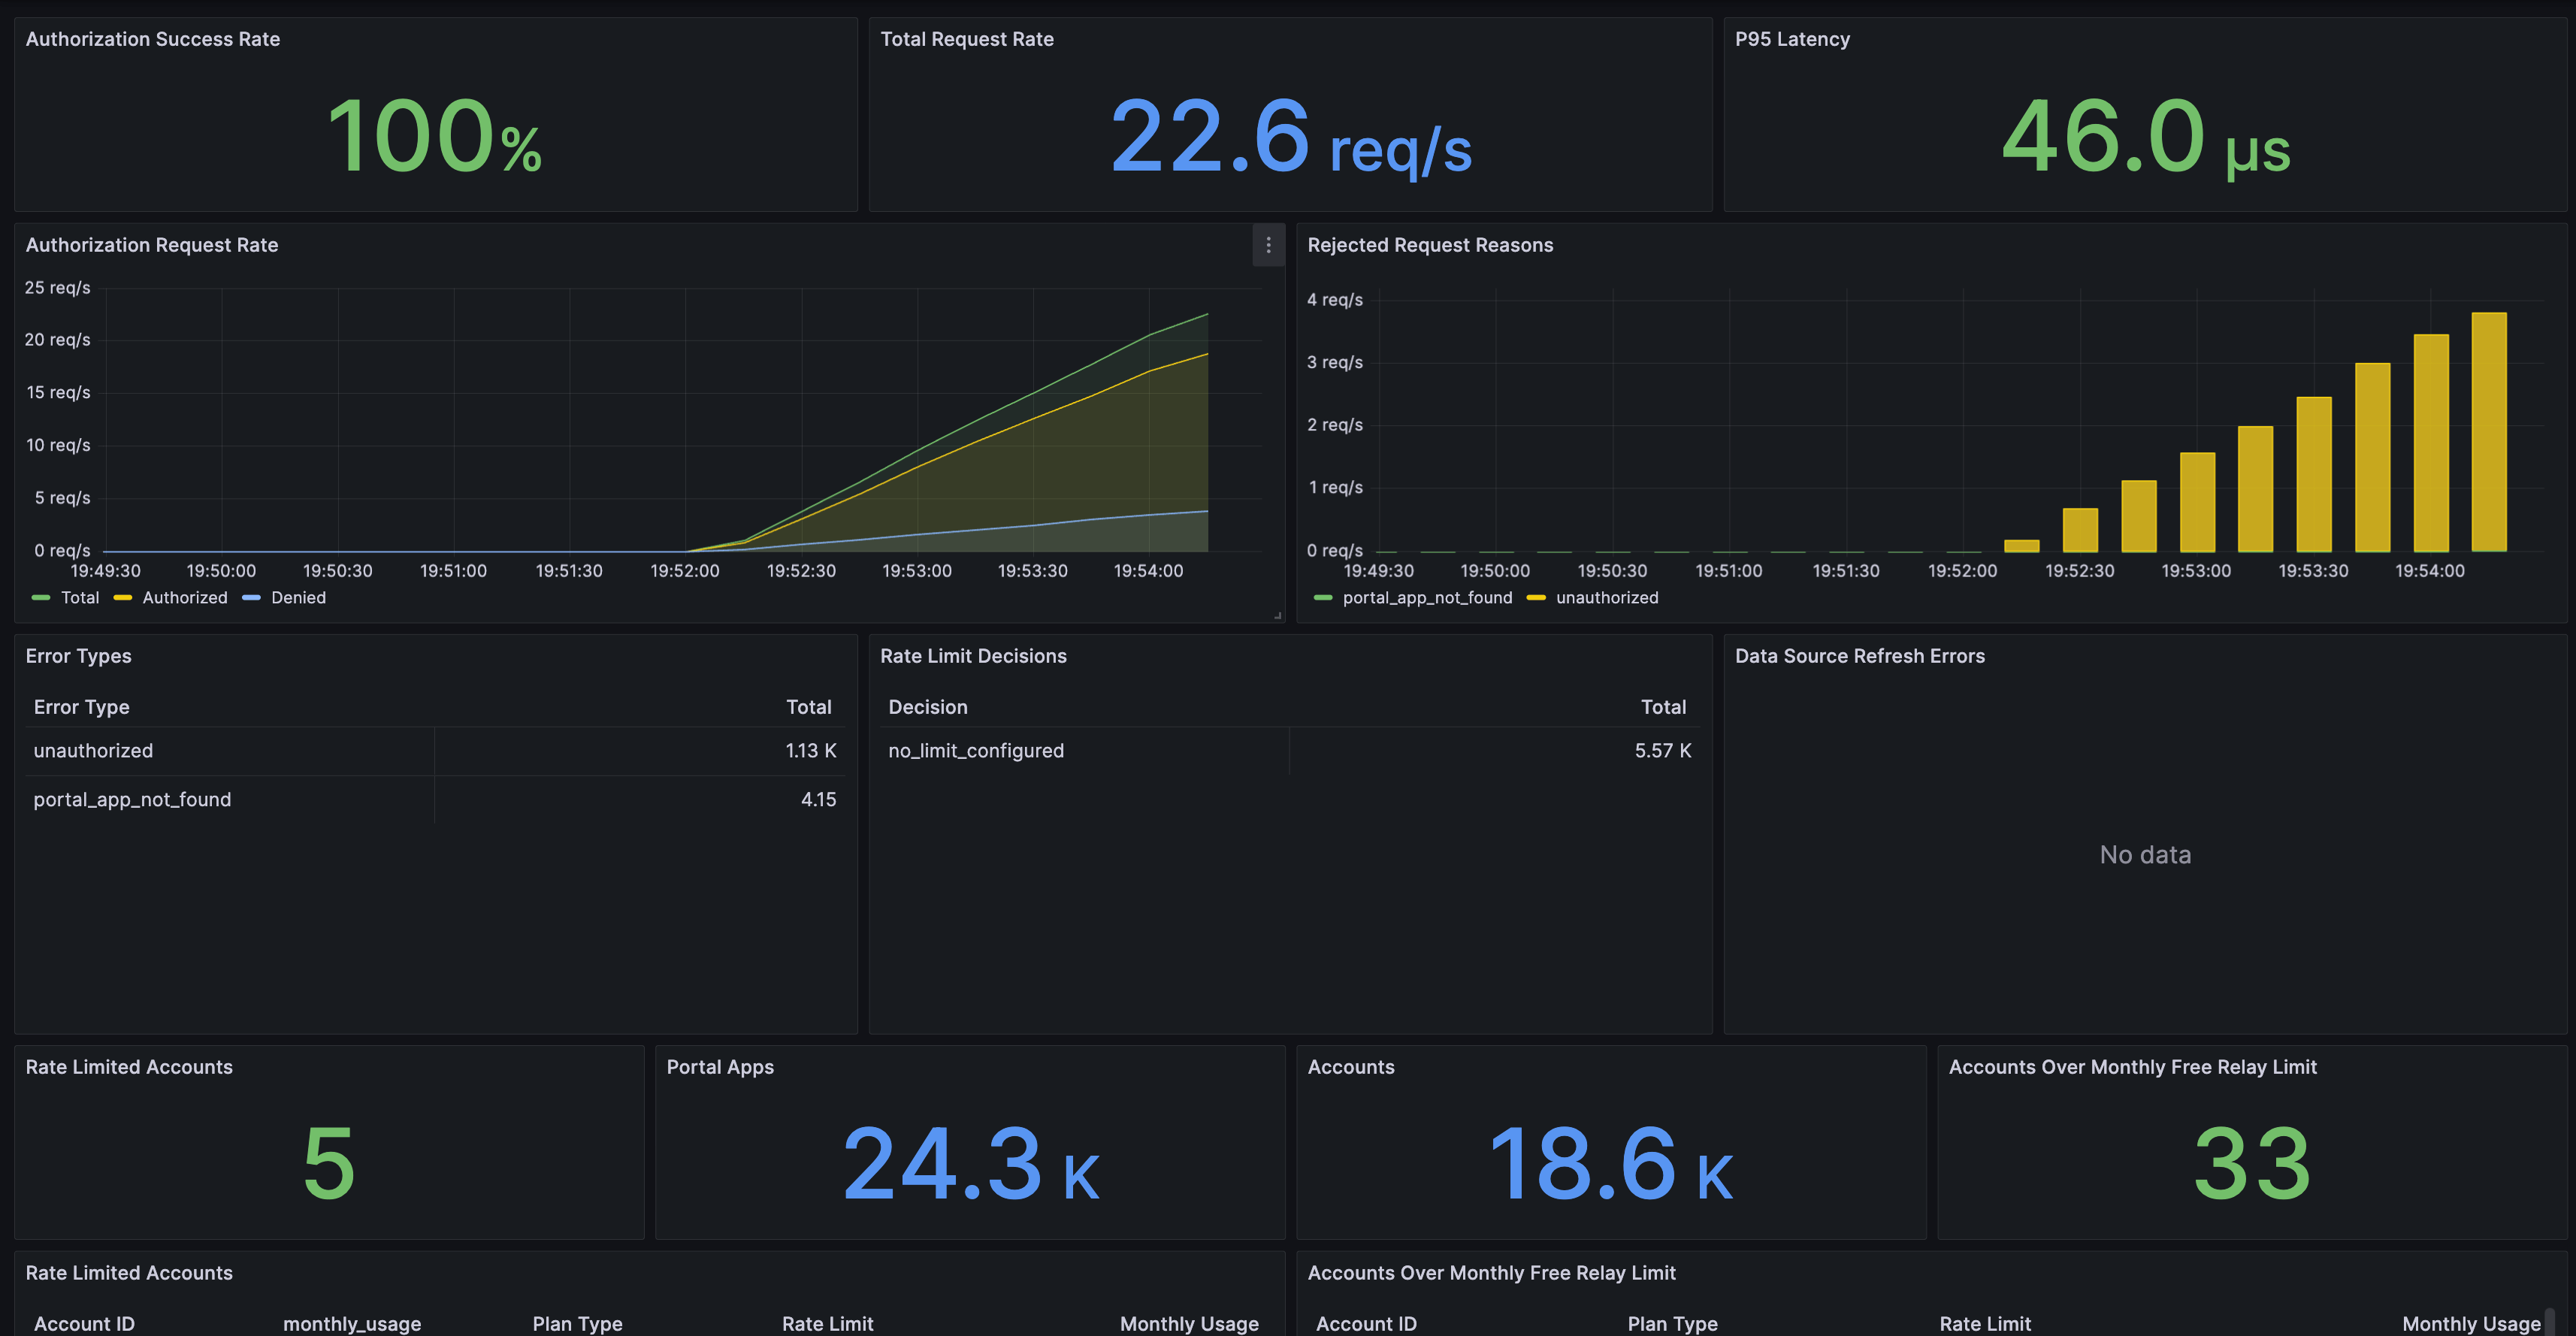 Authorization Success Rate
100%
Total Request Rate
22.6 req/s
P95 Latency
46.0 µs
Authorization Request Rate
25 req/s
20 req/s
15 req/s
10 req/s
5 req/s
0 req/s
19:49:30 19:50:00 19:50:30 19:51:00 19:51:30 19:52:00 19:52:30 19:53:00 19:53:30 19:54:00
Total Authorized Denied
Rejected Request Reasons
4 req/s
3 req/s
2 req/s
1 req/s
0 req/s
19:49:30 19:50:00 19:50:30 19:51:00 19:51:30 19:52:00 19:52:30 19:53:00 19:53:30 19:54:00
portal_app_not_found unauthorized
Error Types
Error Type Total
unauthorized 1.13 K
portal_app_not_found 4.15
Rate Limit Decisions
Decision Total
no_limit_configured 5.57 K
Data Source Refresh Errors
No data
Rate Limited Accounts
5
Portal Apps
24.3 K
Accounts
18.6 K
Accounts Over Monthly Free Relay Limit
33
Rate Limited Accounts
Account ID monthly_usage Plan Type Rate Limit Monthly Usage
Accounts Over Monthly Free Relay Limit
Account ID Plan Type Rate Limit Monthly Usage